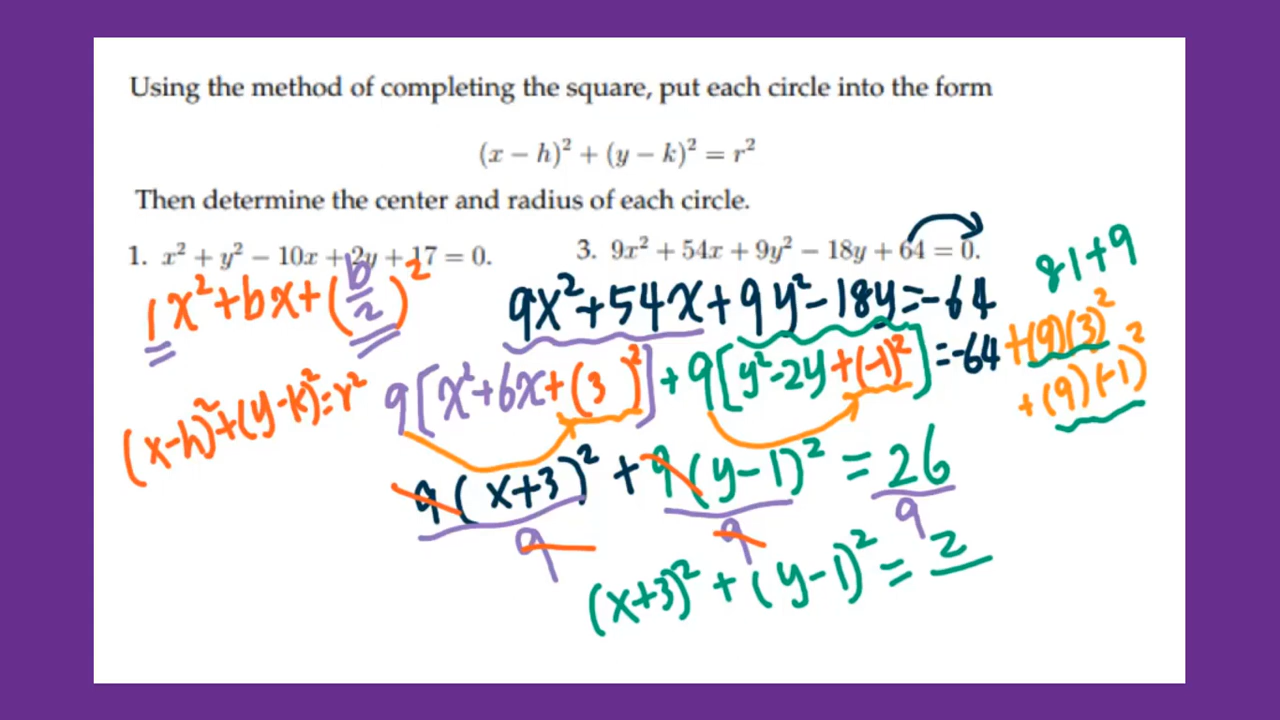 Using the method of completing the square, put each circle into the form
(x − h)² + (y − k)² = r²
Then determine the center and radius of each circle.
1. x² + y² − 10x + 2y + 17 = 0.
3. 9x² + 54x + 9y² − 18y + 64 = 0.
81+9
1x²+bx+(b/2)²
9x²+54x+9y²-18y=-64
+(9)(3)²
9[x²+6x+(3)²]+9[y²-2y+(-1)²]=-64
+(9)(-1)²
(x-h)²+(y-k)²=r²
9(x+3)²/9+9(y-1)²/9=26/9
(x+3)²+(y-1)²=2